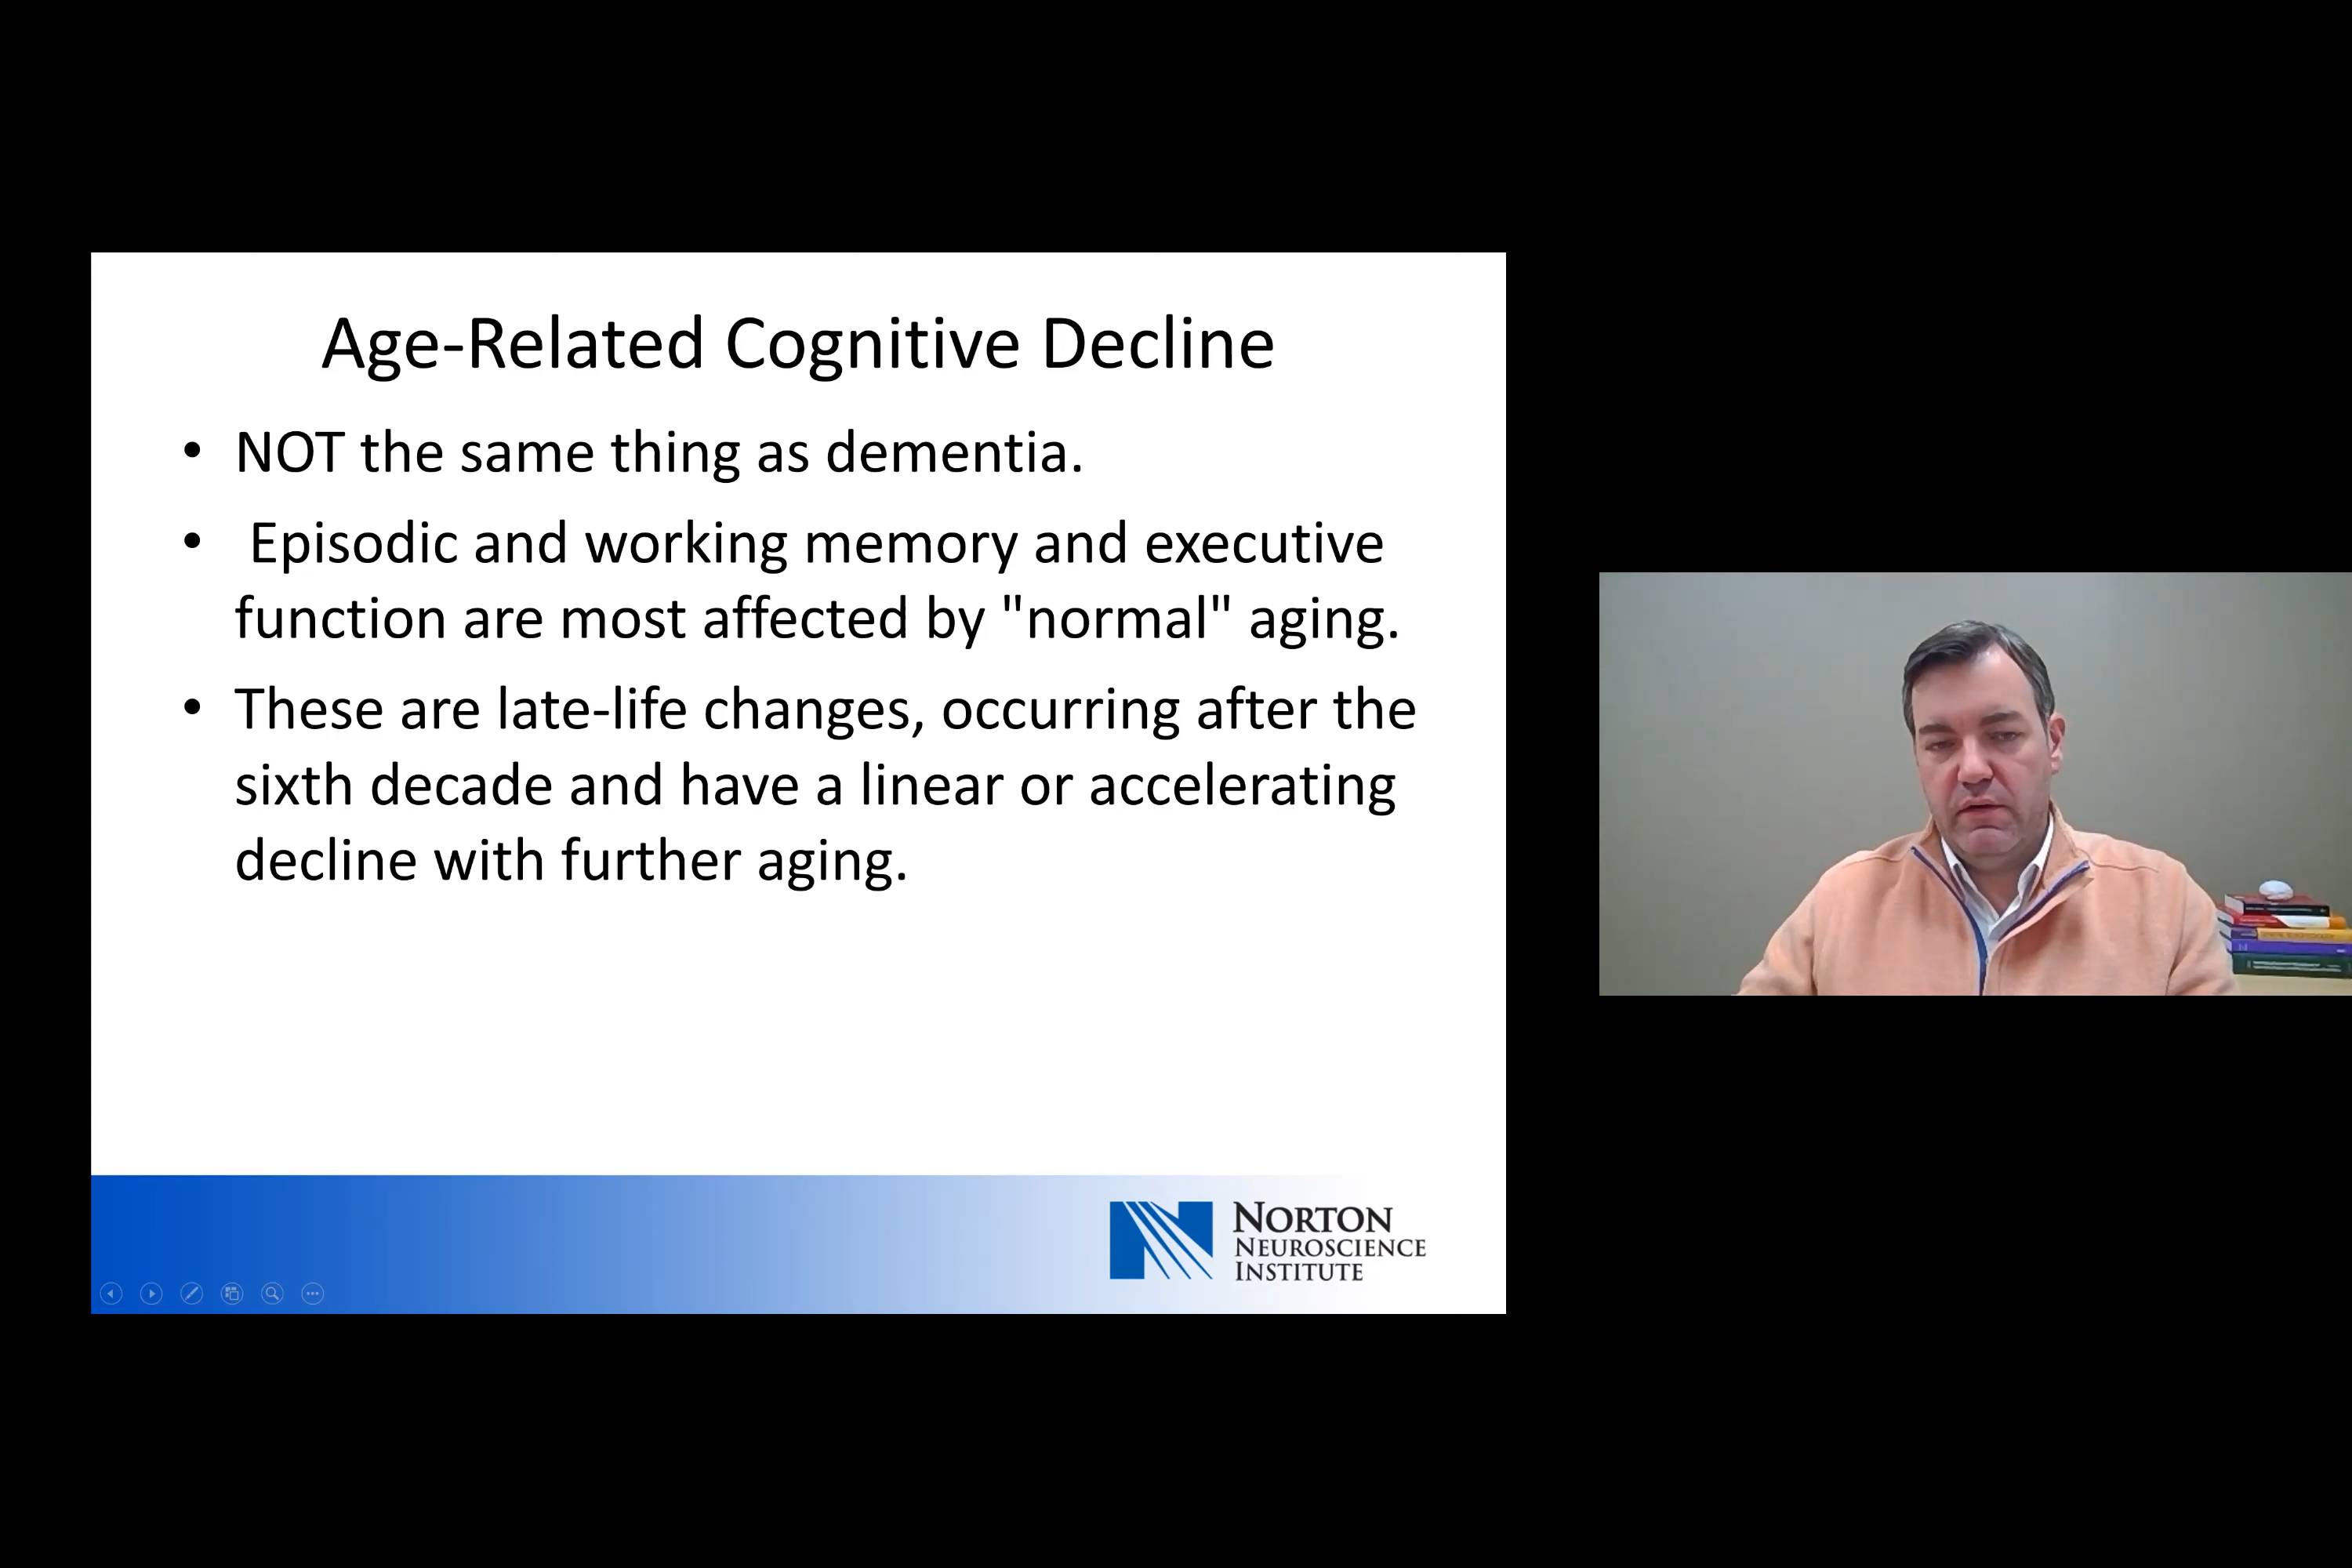 Age-Related Cognitive Decline
• NOT the same thing as dementia.
• Episodic and working memory and executive
function are most affected by "normal" aging.
• These are late-life changes, occurring after the
sixth decade and have a linear or accelerating
decline with further aging.
NORTON
NEUROSCIENCE
INSTITUTE